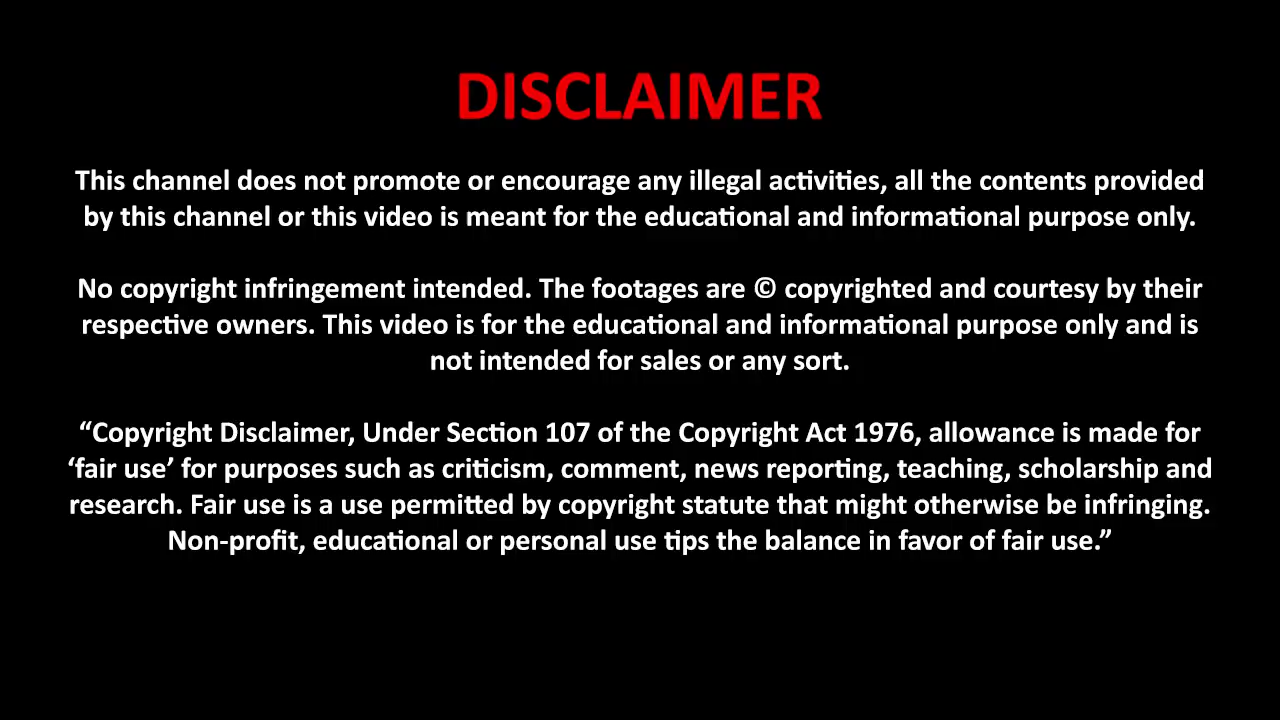 DISCLAIMER
This channel does not promote or encourage any illegal activities, all the contents provided
by this channel or this video is meant for the educational and informational purpose only.
No copyright infringement intended. The footages are © copyrighted and courtesy by their
respective owners. This video is for the educational and informational purpose only and is
not intended for sales or any sort.
“Copyright Disclaimer, Under Section 107 of the Copyright Act 1976, allowance is made for
‘fair use’ for purposes such as criticism, comment, news reporting, teaching, scholarship and
research. Fair use is a use permitted by copyright statute that might otherwise be infringing.
Non-profit, educational or personal use tips the balance in favor of fair use.”